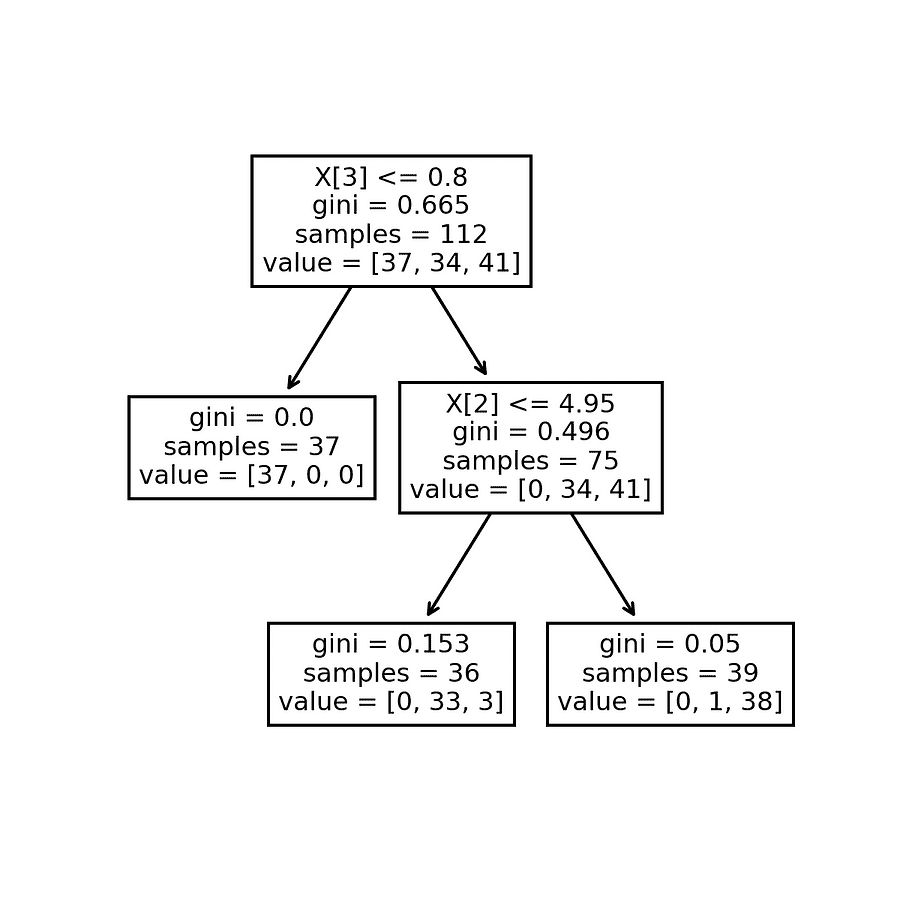 X[3] <= 0.8
gini = 0.665
samples = 112
value = [37, 34, 41]
gini = 0.0
samples = 37
value = [37, 0, 0]
X[2] <= 4.95
gini = 0.496
samples = 75
value = [0, 34, 41]
gini = 0.153
samples = 36
value = [0, 33, 3]
gini = 0.05
samples = 39
value = [0, 1, 38]